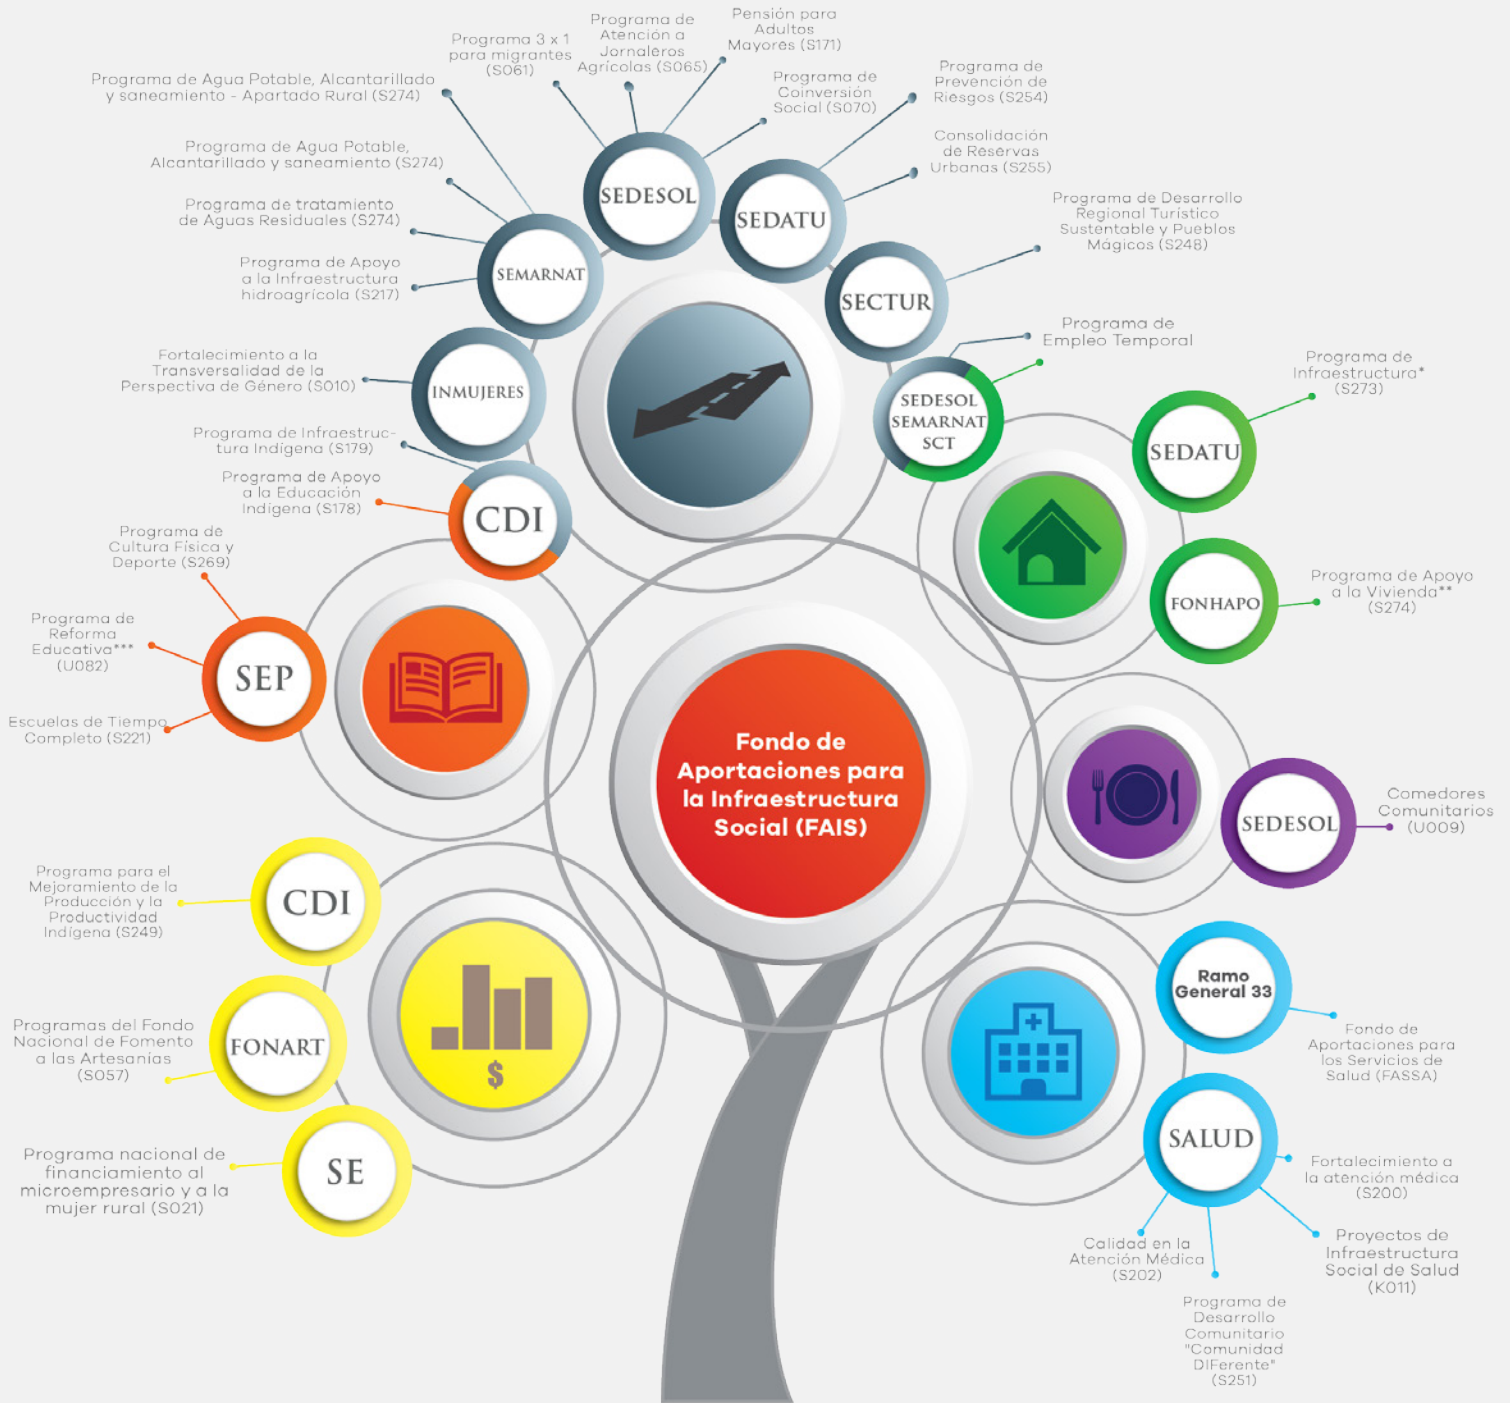 Programa de
Atención a
Jornaleros
Agrícolas (S065)
Pensión para
Adultos
Mayores (S171)
Programa 3 x 1
para migrantes
(S061)
Programa de Agua Potable, Alcantarillado
y saneamiento - Apartado Rural (S274)
Programa de
Coinversión
Social (S070)
Programa de
Prevención de
Riesgos (S254)
Programa de Agua Potable,
Alcantarillado y saneamiento (S274)
Consolidación
de Reservas
Urbanas (S255)
Programa de tratamiento
de Aguas Residuales (S274)
Programa de Desarrollo
Regional Turístico
Sustentable y Pueblos
Mágicos (S248)
Programa de Apoyo
a la Infraestructura
hidroagrícola (S217)
SEDESOL
SEDATU
SEMARNAT
SECTUR
Programa de
Empleo Temporal
Fortalecimiento a la
Transversalidad de la
Perspectiva de Género (S010)
INMUJERES
SEDESOL
SEMARNAT
SCT
Programa de
Infraestructura*
(S273)
SEDATU
Programa de Infraestruc-
tura Indígena (S179)
Programa de Apoyo
a la Educación
Indígena (S178)
CDI
Programa de
Cultura Física y
Deporte (S269)
FONHAPO
Programa de Apoyo
a la Vivienda**
(S274)
Programa de
Reforma
Educativa***
(U082)
SEP
Escuelas de Tiempo
Completo (S221)
Fondo de
Aportaciones para
la Infraestructura
Social (FAIS)
SEDESOL
Comedores
Comunitarios
(U009)
Programa para el
Mejoramiento de la
Producción y la
Productividad
Indígena (S249)
CDI
Ramo
General 33
Fondo de
Aportaciones para
los Servicios de
Salud (FASSA)
Programas del Fondo
Nacional de Fomento
a las Artesanías
(S057)
FONART
$
SALUD
Programa nacional de
financiamiento al
microempresario y a la
mujer rural (S021)
SE
Fortalecimiento a
la atención médica
(S200)
Calidad en la
Atención Médica
(S202)
Proyectos de
Infraestructura
Social de Salud
(K011)
Programa de
Desarrollo
Comunitario
"Comunidad
DIFerente"
(S251)